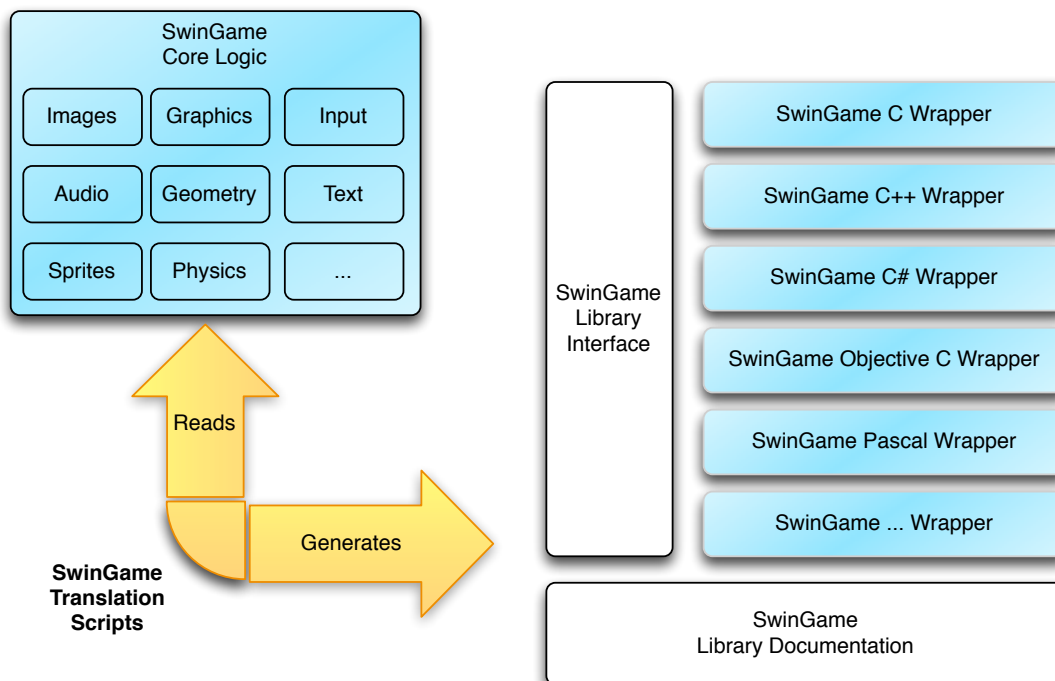 SwinGame
Core Logic
Images
Graphics
Input
Audio
Geometry
Text
Sprites
Physics
...
Reads
Generates
SwinGame
Translation
Scripts
SwinGame
Library
Interface
SwinGame C Wrapper
SwinGame C++ Wrapper
SwinGame C# Wrapper
SwinGame Objective C Wrapper
SwinGame Pascal Wrapper
SwinGame ... Wrapper
SwinGame
Library Documentation